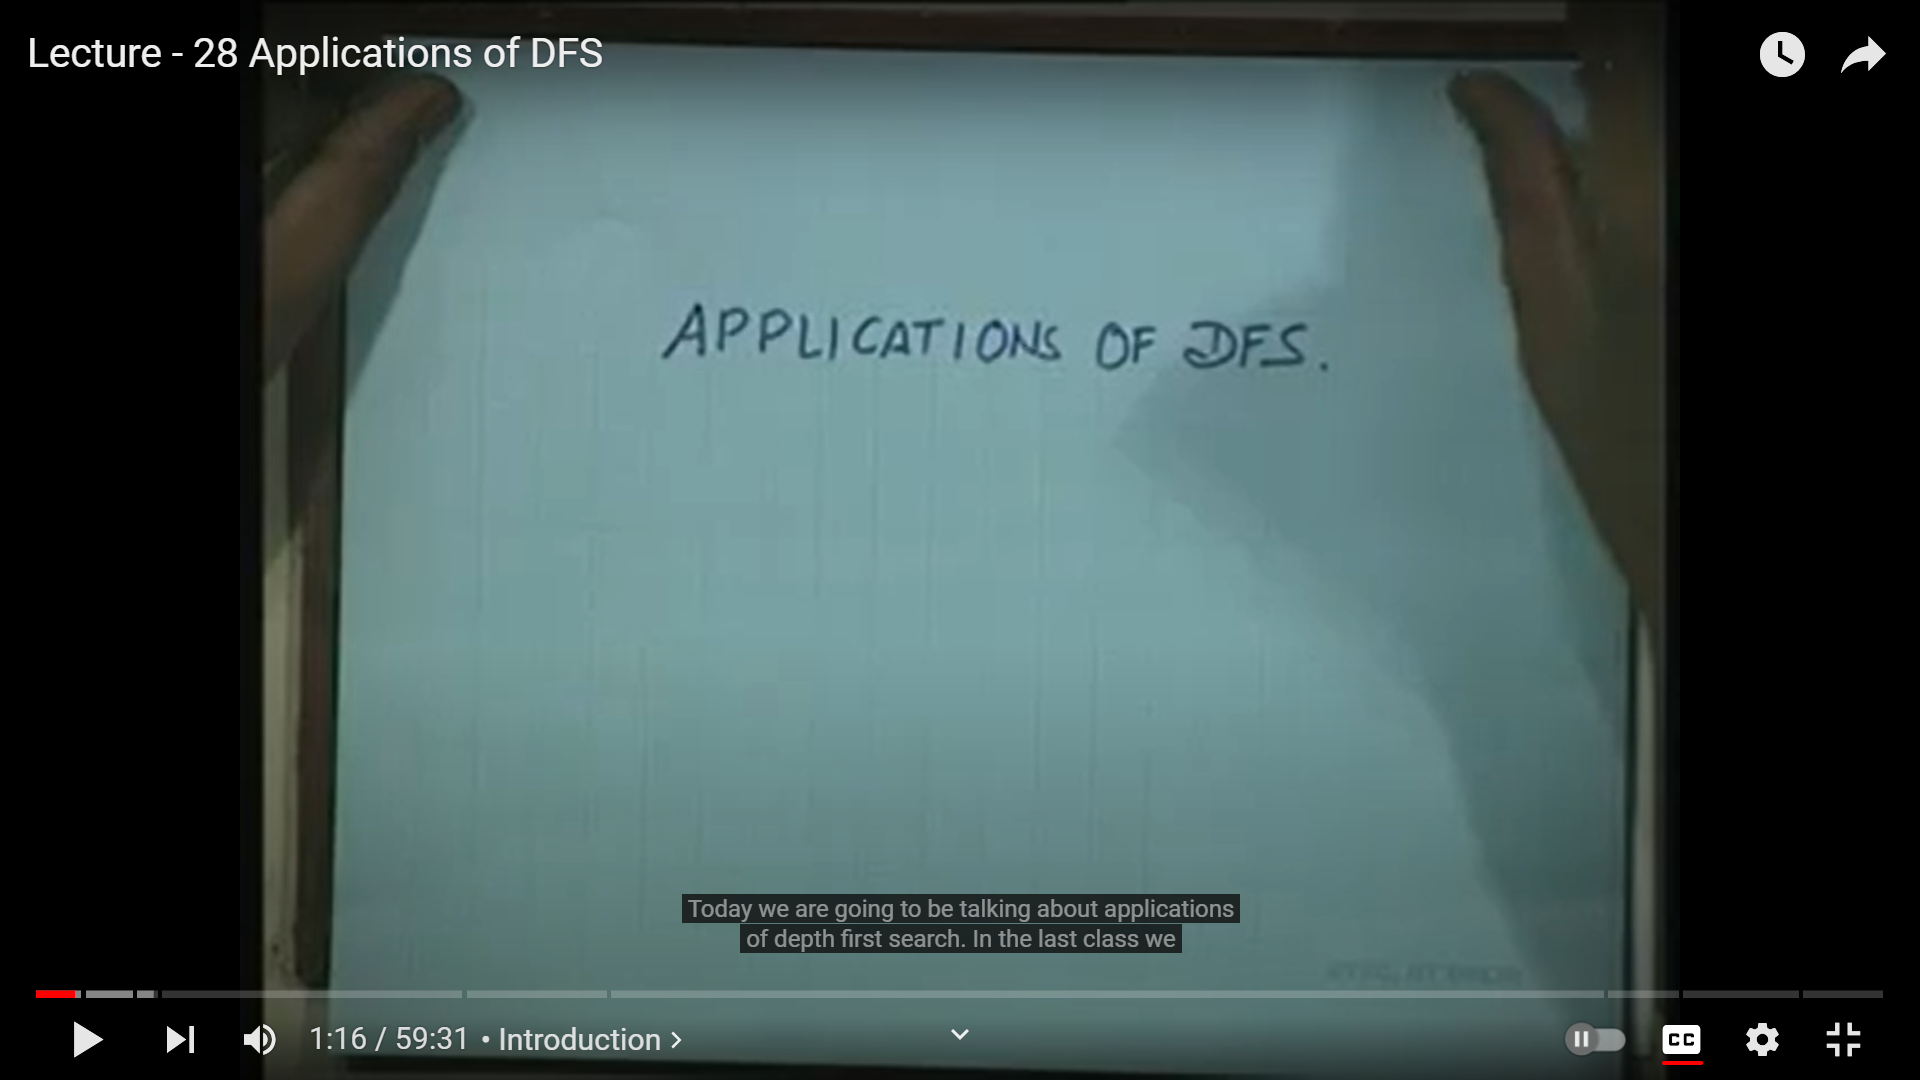 Lecture - 28 Applications of DFS
APPLICATIONS OF DFS.
Today we are going to be talking about applications
of depth first search. In the last class we
1:16 / 59:31 • Introduction
CC